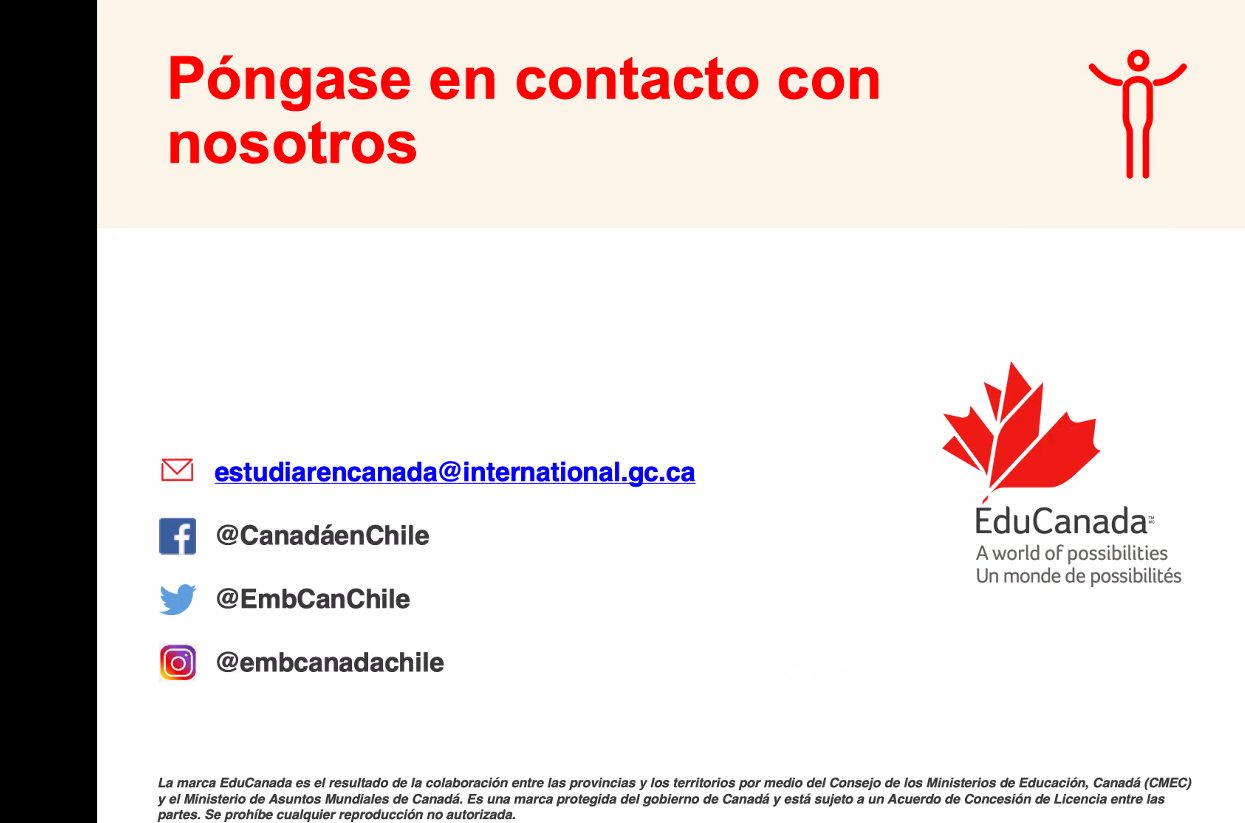 Póngase en contacto con
nosotros
estudiarencanada@international.gc.ca
@CanadáenChile
@EmbCanChile
@embcanadachile
ÉduCanada™
A world of possibilities
Un monde de possibilités
La marca EduCanada es el resultado de la colaboración entre las provincias y los territorios por medio del Consejo de los Ministerios de Educación, Canadá (CMEC)
y el Ministerio de Asuntos Mundiales de Canadá. Es una marca protegida del gobierno de Canadá y está sujeto a un Acuerdo de Concesión de Licencia entre las
partes. Se prohíbe cualquier reproducción no autorizada.